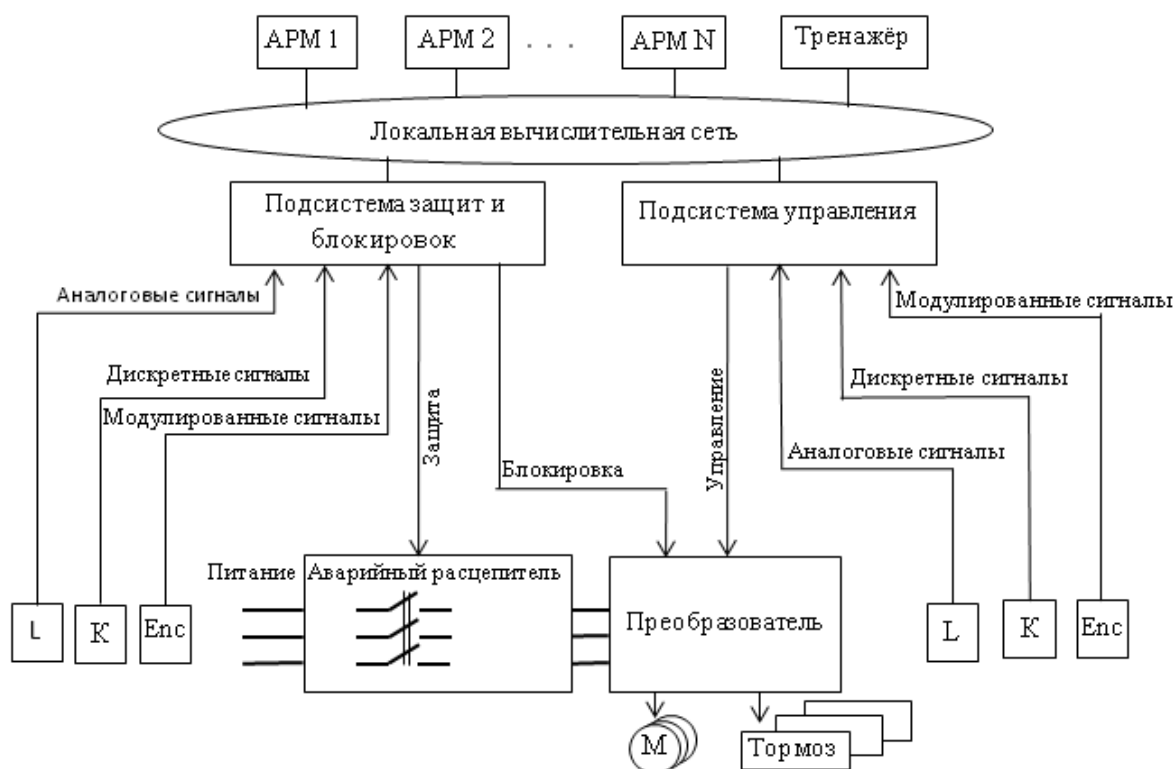 АРМ 1
АРМ 2
. . .
АРМ N
Тренажёр
Локальная вычислительная сеть
Подсистема защит и
блокировок
Подсистема управления
Аналоговые сигналы
Модулированные сигналы
Дискретные сигналы
Дискретные сигналы
Модулированные сигналы
Защита
Управление
Аналоговые сигналы
Блокировка
Питание
Аварийный расцепитель
L
К
Enc
Преобразователь
L
К
Enc
М
Тормоз